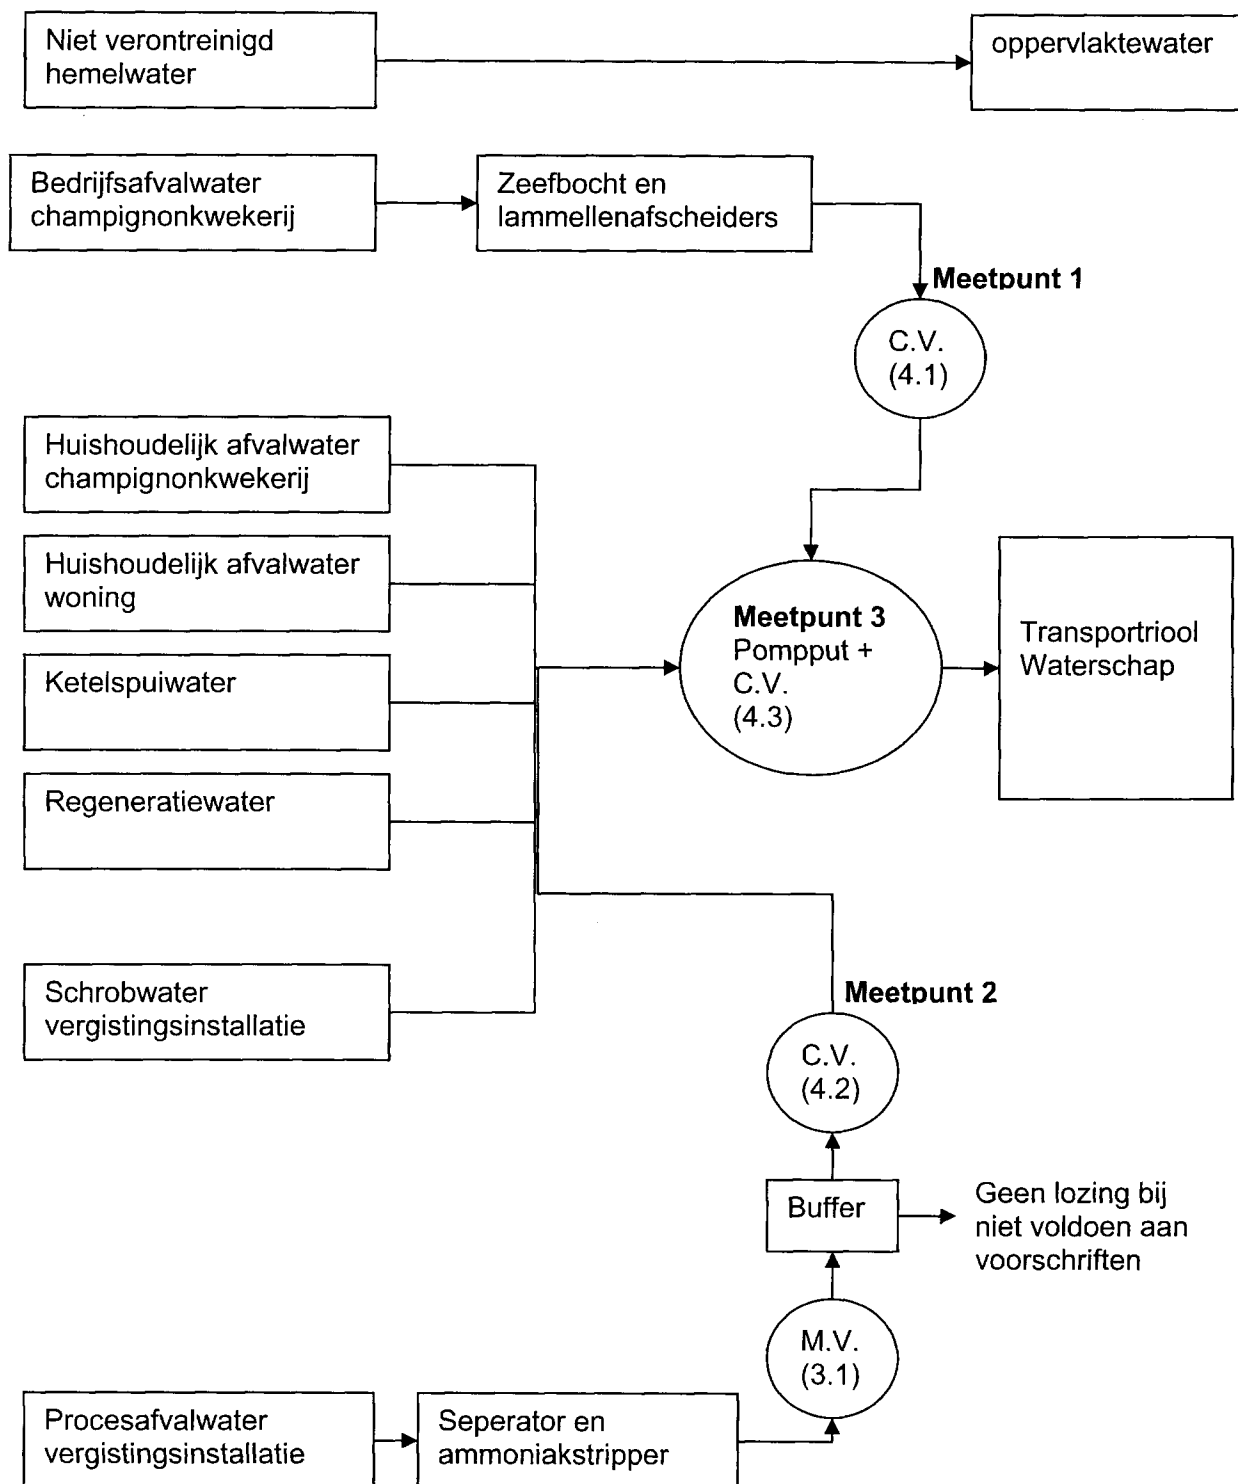 Niet verontreinigd
hemelwater
oppervlaktewater
Bedrijfsafvalwater
champignonkwekerij
Zeefbocht en
lammellenafscheiders
Meetpunt 1
C.V.
(4.1)
Huishoudelijk afvalwater
champignonkwekerij
Huishoudelijk afvalwater
woning
Meetpunt 3
Pompput +
C.V.
(4.3)
Transportriool
Waterschap
Ketelspuiwater
Regeneratiewater
Schrobwater
vergistingsinstallatie
Meetpunt 2
C.V.
(4.2)
Buffer
Geen lozing bij
niet voldoen aan
voorschriften
M.V.
(3.1)
Procesafvalwater
vergistingsinstallatie
Seperator en
ammoniakstripper